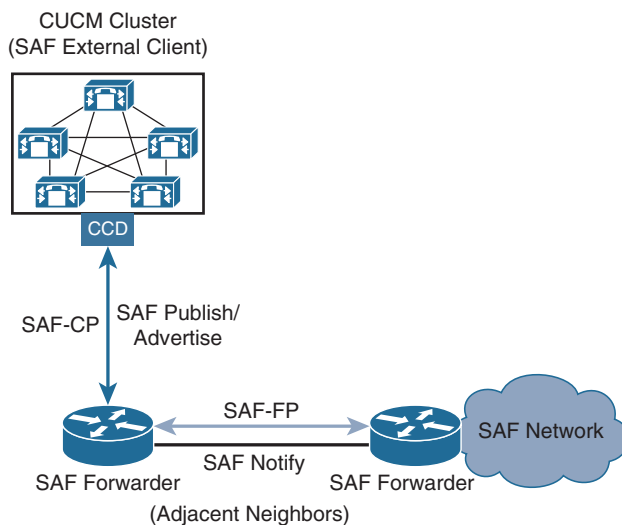 CUCM Cluster
(SAF External Client)
CCD
SAF-CP
SAF Publish/
Advertise
SAF-FP
SAF Notify
SAF Network
SAF Forwarder
SAF Forwarder
(Adjacent Neighbors)